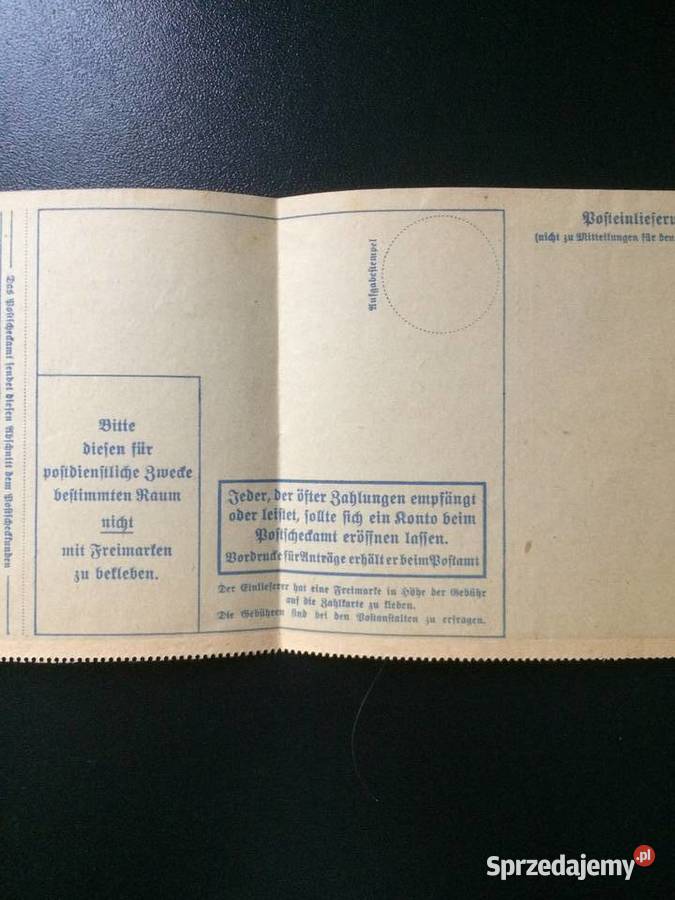 Das Postscheckamt sendet diesen Abschnitt dem Postscheckkunden
Bitte
diesen für
postdienstliche Zwecke
bestimmten Raum
nicht
mit Freimarken
zu bekleben.
Aufgabestempel
Jeder, der öfter Zahlungen empfängt
oder leistet, sollte sich ein Konto beim
Postscheckamt eröffnen lassen.
Vordrucke für Anträge erhält er beim Postamt
Der Einlieferer hat eine Freimarke in Höhe der Gebühr
auf die Zahlkarte zu kleben.
Die Gebühren sind bei den Postanstalten zu erfragen.
Posteinlieferu
(nicht zu Mitteilungen für den
Sprzedajemy.pl